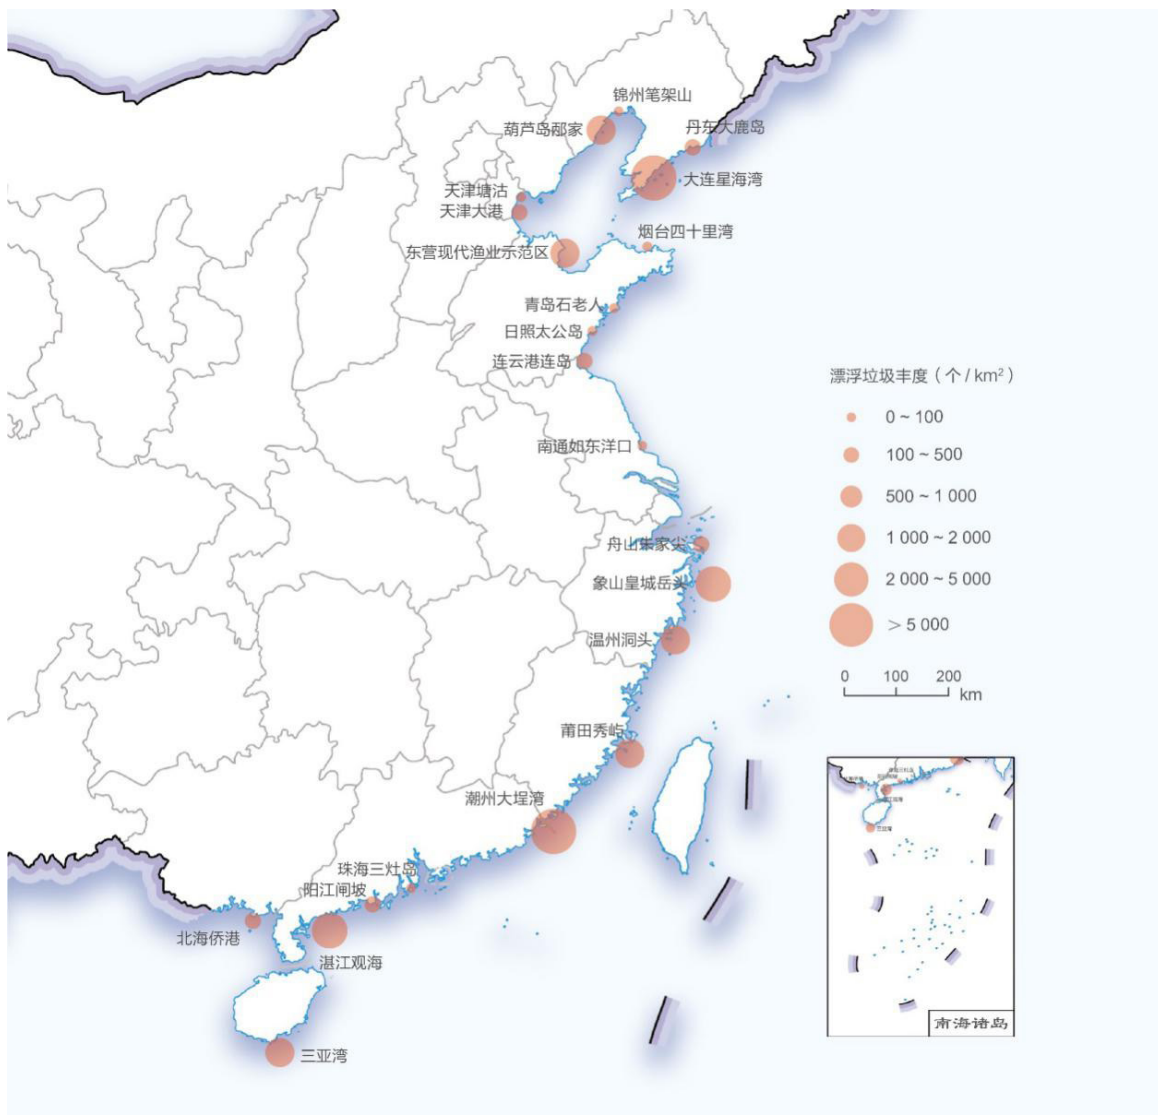 锦州笔架山
葫芦岛邴家
丹东大鹿岛
天津塘沽
大连星海湾
天津大港
烟台四十里湾
东营现代渔业示范区
青岛石老人
日照太公岛
连云港连岛
漂浮垃圾丰度（个 / km²）
0 ~ 100
南通如东洋口
100 ~ 500
500 ~ 1 000
舟山朱家尖
1 000 ~ 2 000
象山皇城岳头
2 000 ~ 5 000
温州洞头
＞5 000
0 100 200
km
莆田秀屿
潮州大埕湾
珠海三灶岛
阳江闸坡
北海侨港
湛江观海
三亚湾
三亚湾
南海诸岛